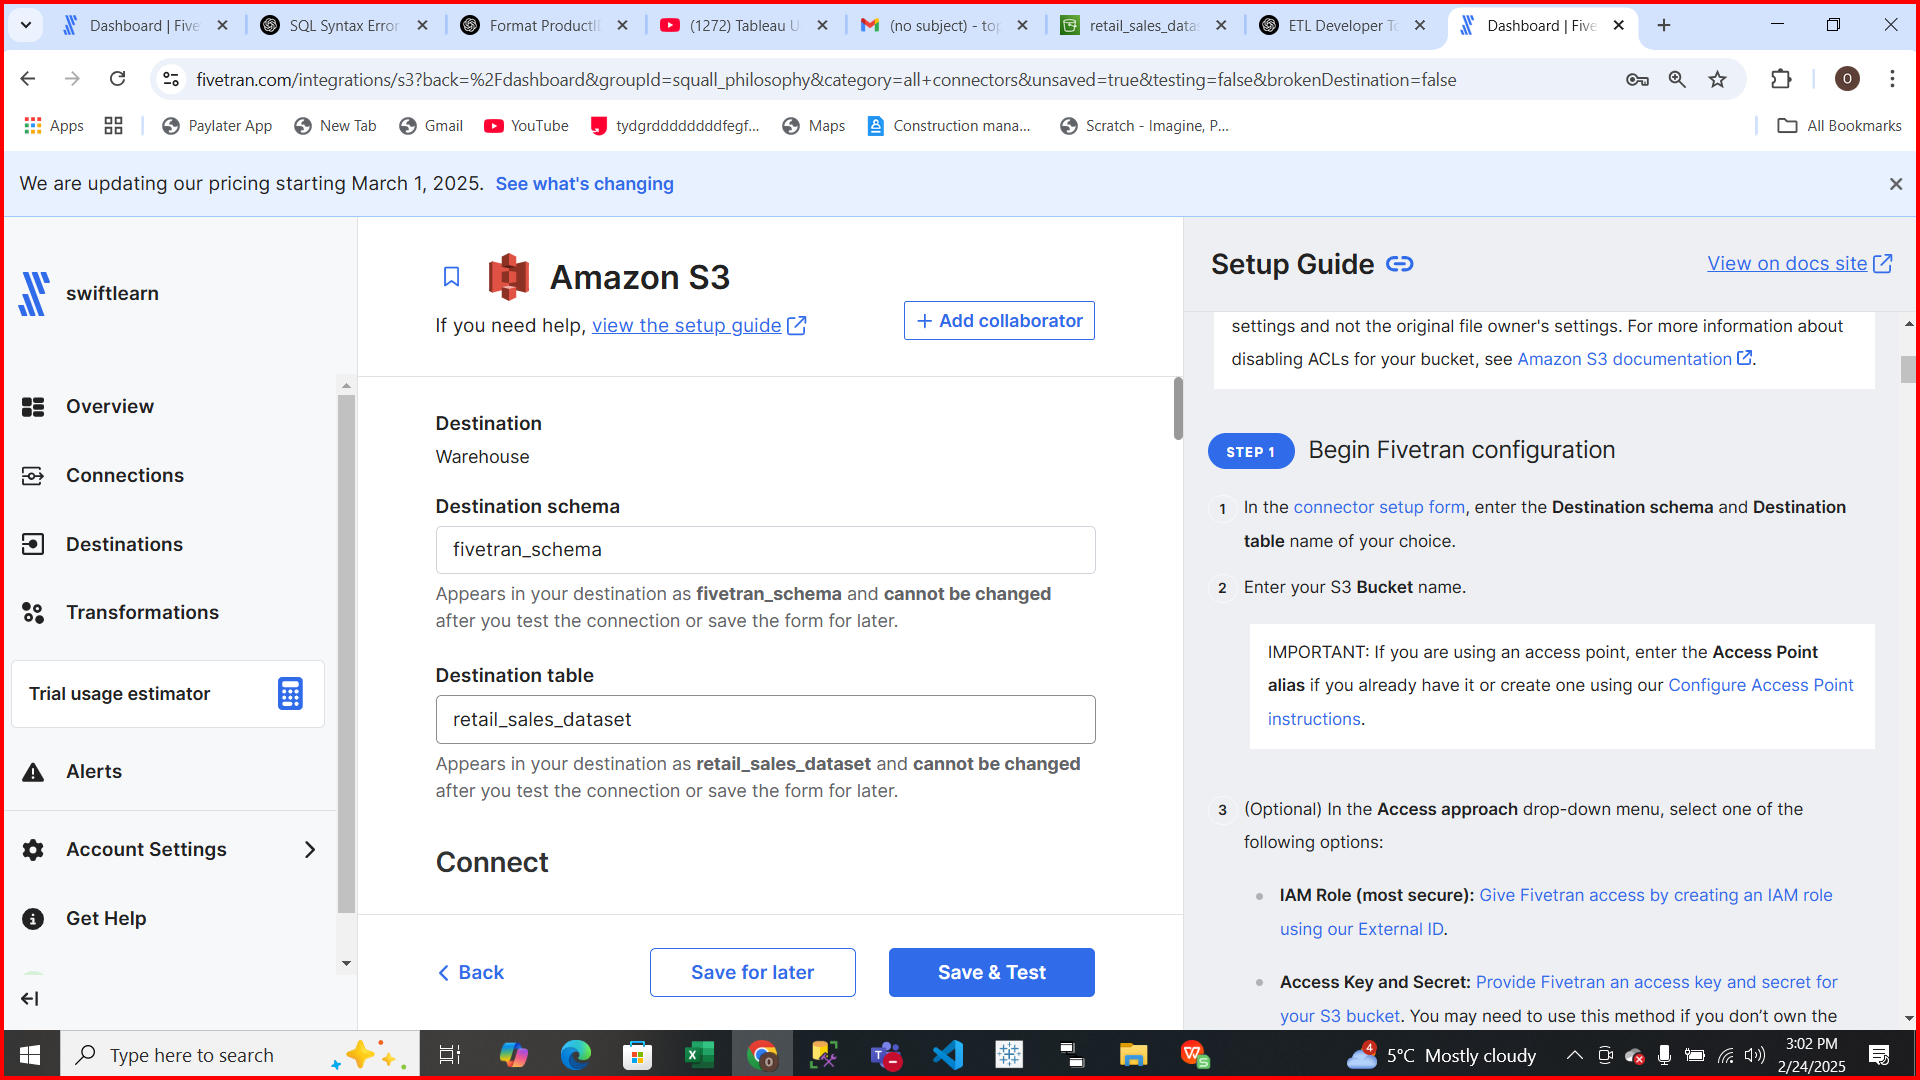 Dashboard | Five
SQL Syntax Error
Format ProductI
(1272) Tableau U
(no subject) - top
retail_sales_datas
ETL Developer To
Dashboard | Five
fivetran.com/integrations/s3?back=%2Fdashboard&groupId=squall_philosophy&category=all+connectors&unsaved=true&testing=false&brokenDestination=false
O
Apps
Paylater App
New Tab
Gmail
YouTube
tydgrddddddddfegf...
Maps
Construction mana...
Scratch - Imagine, P...
All Bookmarks
We are updating our pricing starting March 1, 2025. See what's changing
swiftlearn
Overview
Connections
Destinations
Transformations
Trial usage estimator
Alerts
Account Settings
Get Help
Amazon S3
If you need help, view the setup guide
+ Add collaborator
Destination
Warehouse
Destination schema
fivetran_schema
Appears in your destination as fivetran_schema and cannot be changed
after you test the connection or save the form for later.
Destination table
retail_sales_dataset
Appears in your destination as retail_sales_dataset and cannot be changed
after you test the connection or save the form for later.
Connect
Back
Save for later
Save & Test
Setup Guide
View on docs site
settings and not the original file owner's settings. For more information about
disabling ACLs for your bucket, see Amazon S3 documentation.
STEP 1 Begin Fivetran configuration
1 In the connector setup form, enter the Destination schema and Destination
table name of your choice.
2 Enter your S3 Bucket name.
IMPORTANT: If you are using an access point, enter the Access Point
alias if you already have it or create one using our Configure Access Point
instructions.
3 (Optional) In the Access approach drop-down menu, select one of the
following options:
IAM Role (most secure): Give Fivetran access by creating an IAM role
using our External ID.
Access Key and Secret: Provide Fivetran an access key and secret for
your S3 bucket. You may need to use this method if you don't own the
Type here to search
4
5°C Mostly cloudy
3:02 PM
2/24/2025